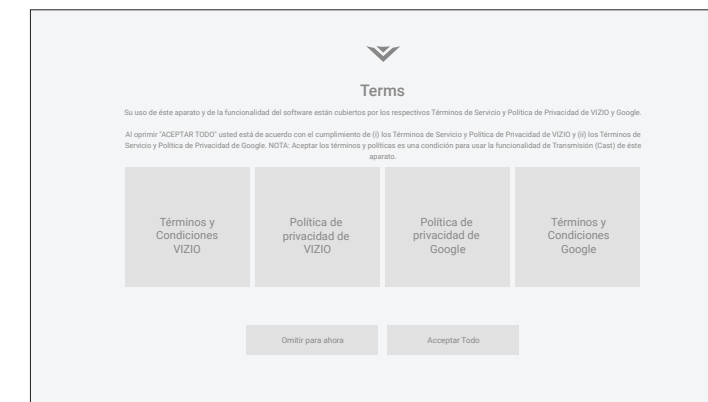 Terms
Su uso de éste aparato y de la funcionalidad del software están cubiertos por los respectivos Términos de Servicio y Política de Privacidad de VIZIO y Google.
Al oprimir "ACEPTAR TODO" usted está de acuerdo con el cumplimiento de (i) los Términos de Servicio y Política de Privacidad de VIZIO y (ii) los Términos de
Servicio y Política de Privacidad de Google. NOTA: Aceptar los términos y políticas es una condición para usar la funcionalidad de Transmisión (Cast) de éste
aparato.
Términos y
Condiciones
VIZIO
Política de
privacidad de
VIZIO
Política de
privacidad de
Google
Términos y
Condiciones
Google
Omitir para ahora
Acceptar Todo